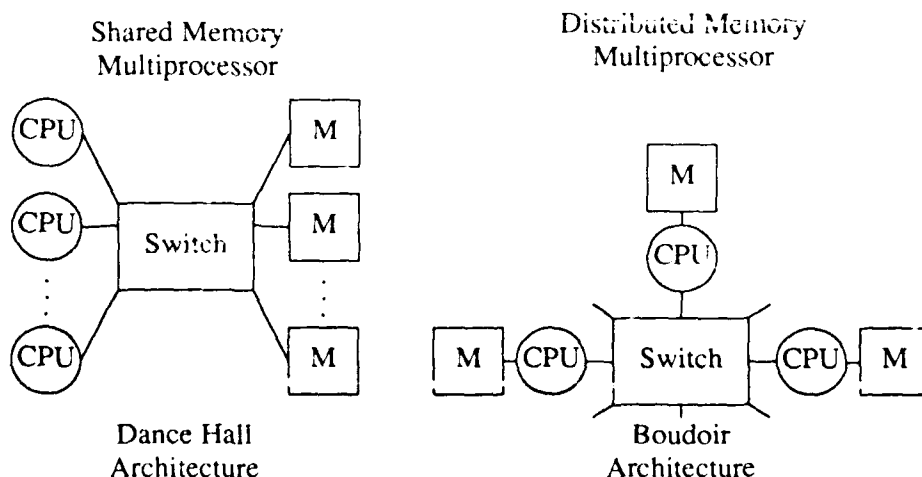 Shared Memory
Multiprocessor
CPU
M
CPU
Switch
M
CPU
M
Dance Hall
Architecture
Distributed Memory
Multiprocessor
M
CPU
M
CPU
Switch
CPU
M
Boudoir
Architecture